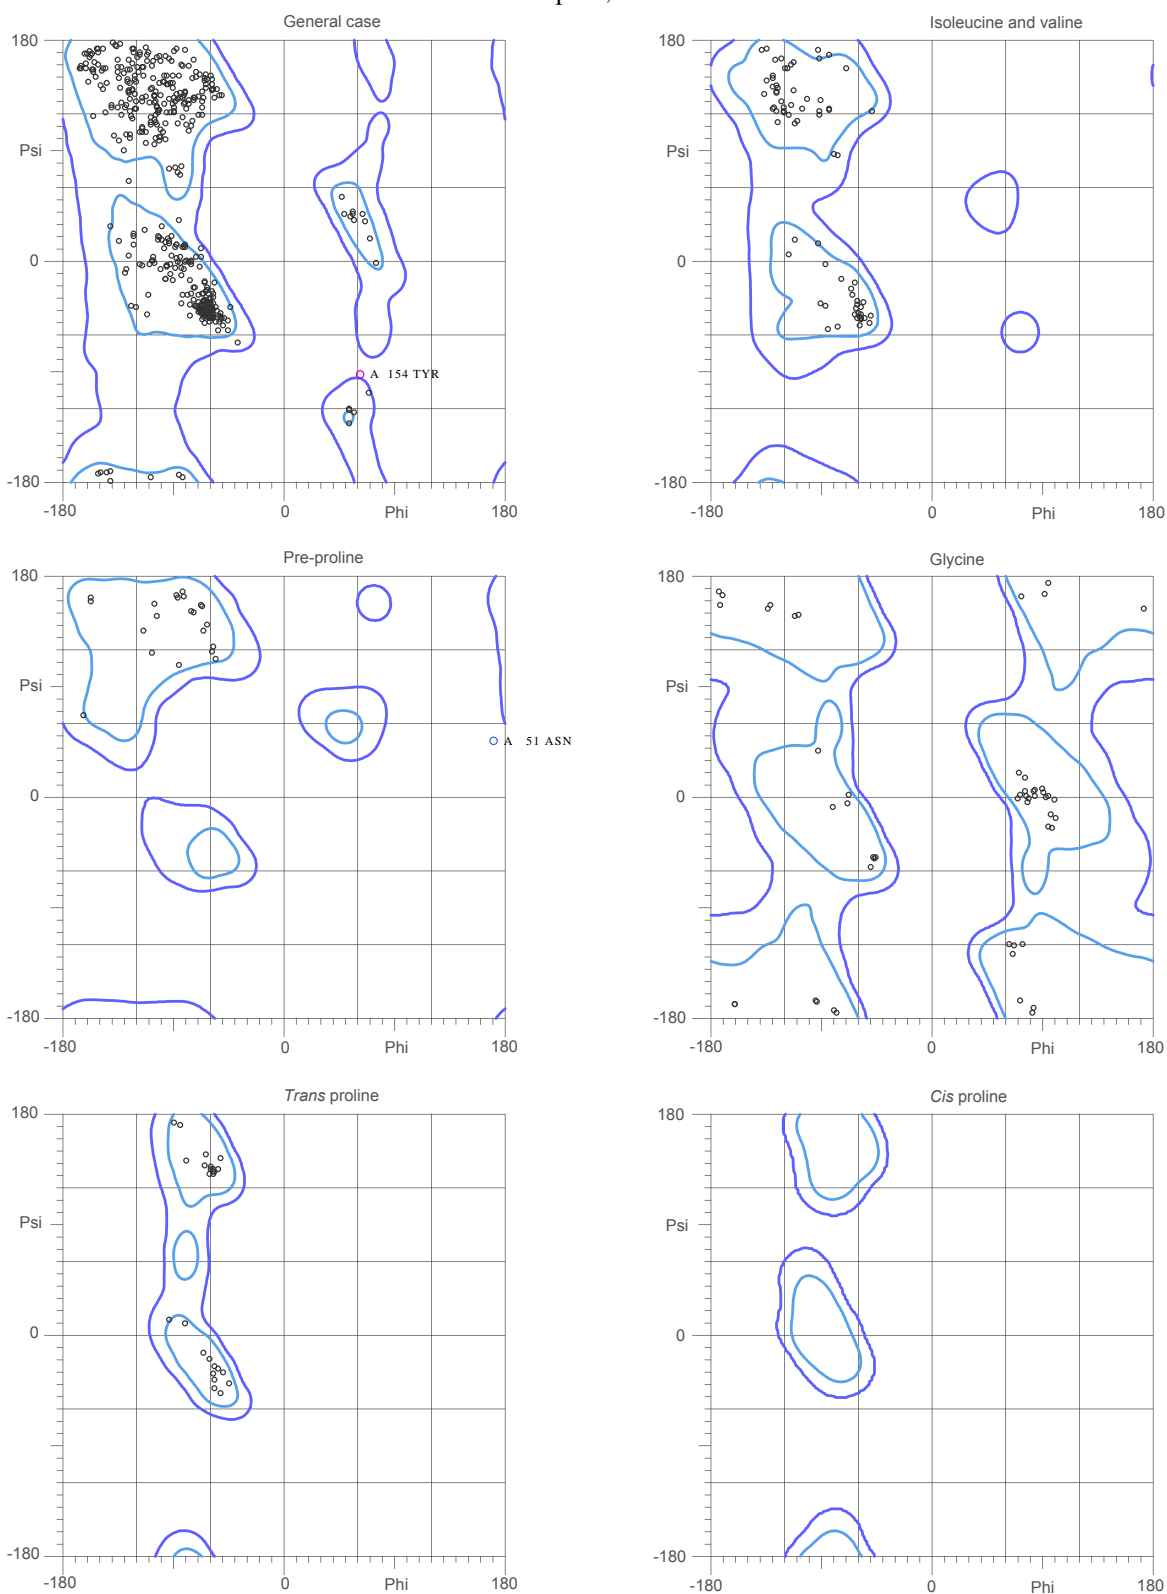 General case
Isoleucine and valine
180
Psi
0
-180
A 154 TYR
-180
0
Phi
180
180
Psi
0
-180
-180
0
Phi
180
Pre-proline
Glycine
180
Psi
0
-180
A 51 ASN
-180
0
Phi
180
180
Psi
0
-180
-180
0
Phi
180
Trans proline
Cis proline
180
Psi
0
-180
-180
0
Phi
180
180
Psi
0
-180
-180
0
Phi
180